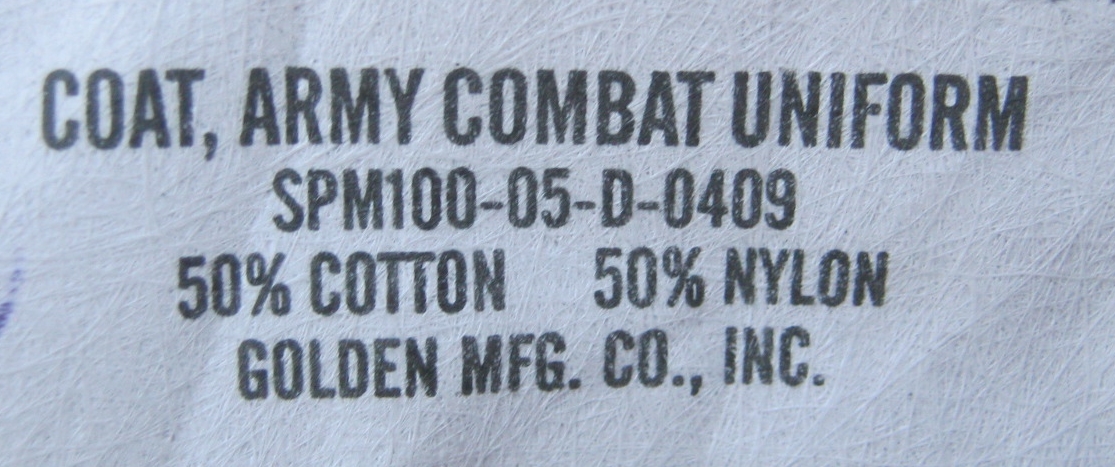 COAT, ARMY COMBAT UNIFORM
SPM100-05-D-0409
50% COTTON 50% NYLON
GOLDEN MFG. CO., INC.